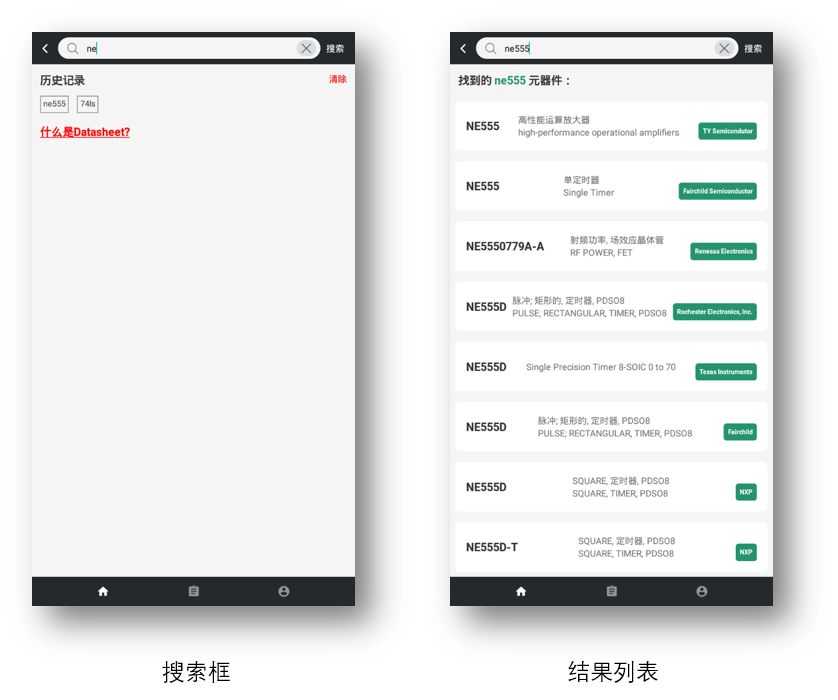 ne
搜索
历史记录
清除
ne555
74ls
什么是Datasheet?
搜索框
ne555
搜索
找到的 ne555 元器件：
NE555
高性能运算放大器
high-performance operational amplifiers
TY Semicondutor
NE555
单定时器
Single Timer
Fairchild Semiconductor
NE5550779A-A
射频功率, 场效应晶体管
RF POWER, FET
Renesas Electronics
NE555D
脉冲; 矩形的, 定时器, PDSO8
PULSE; RECTANGULAR, TIMER, PDSO8
Rochester Electronics, Inc.
NE555D
Single Precision Timer 8-SOIC 0 to 70
Texas Instruments
NE555D
脉冲; 矩形的, 定时器, PDSO8
PULSE; RECTANGULAR, TIMER, PDSO8
Fairchild
NE555D
SQUARE, 定时器, PDSO8
SQUARE, TIMER, PDSO8
NXP
NE555D-T
SQUARE, 定时器, PDSO8
SQUARE, TIMER, PDSO8
NXP
结果列表